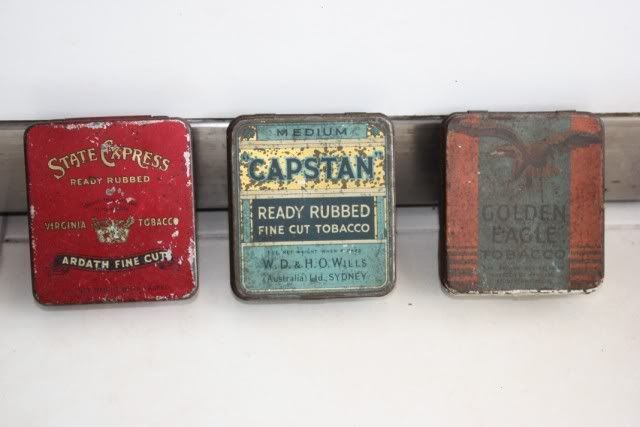 STATE EXPRESS
READY RUBBED
VIRGINIA TOBACCO
ARDATH FINE CUT
MEDIUM
"CAPSTAN"
READY RUBBED
FINE CUT TOBACCO
W.D. & H.O. WILLS
(Australia) Ltd., SYDNEY
GOLDEN
EAGLE
TOBACCO